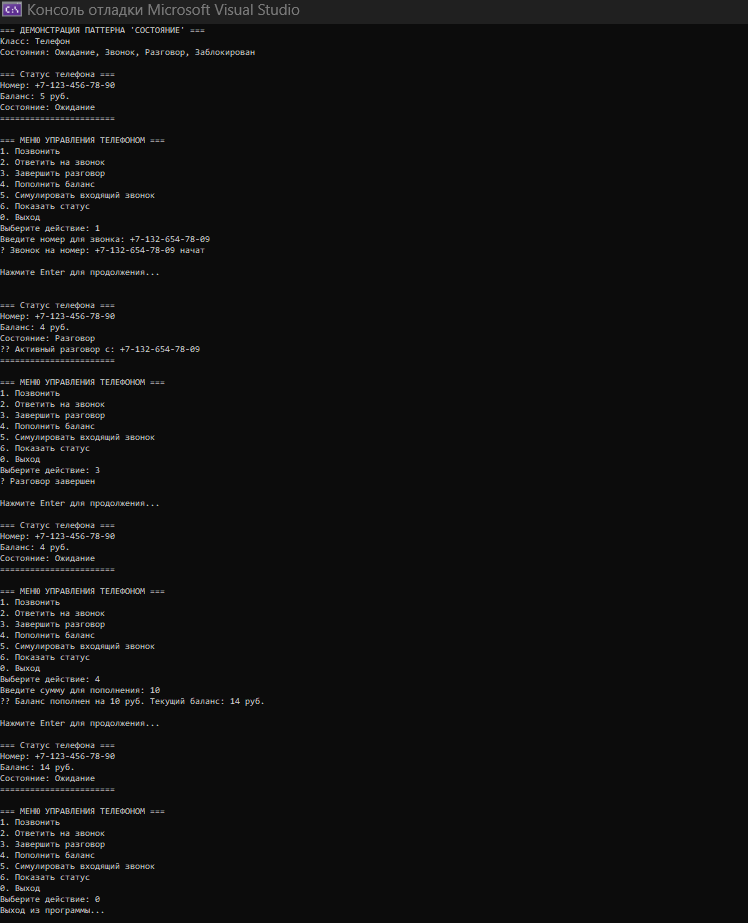 Консоль отладки Microsoft Visual Studio
=== ДЕМОНСТРАЦИЯ ПАТТЕРНА 'СОСТОЯНИЕ' ===
Класс: Телефон
Состояния: Ожидание, Звонок, Разговор, Заблокирован
=== Статус телефона ===
Номер: +7-123-456-78-90
Баланс: 5 руб.
Состояние: Ожидание
=======================
=== МЕНЮ УПРАВЛЕНИЯ ТЕЛЕФОНОМ ===
1. Позвонить
2. Ответить на звонок
3. Завершить разговор
4. Пополнить баланс
5. Симулировать входящий звонок
6. Показать статус
0. Выход
Выберите действие: 1
Введите номер для звонка: +7-132-654-78-09
? Звонок на номер: +7-132-654-78-09 начат
Нажмите Enter для продолжения...
=== Статус телефона ===
Номер: +7-123-456-78-90
Баланс: 4 руб.
Состояние: Разговор
?? Активный разговор с: +7-132-654-78-09
=======================
=== МЕНЮ УПРАВЛЕНИЯ ТЕЛЕФОНОМ ===
1. Позвонить
2. Ответить на звонок
3. Завершить разговор
4. Пополнить баланс
5. Симулировать входящий звонок
6. Показать статус
0. Выход
Выберите действие: 3
? Разговор завершен
Нажмите Enter для продолжения...
=== Статус телефона ===
Номер: +7-123-456-78-90
Баланс: 4 руб.
Состояние: Ожидание
=======================
=== МЕНЮ УПРАВЛЕНИЯ ТЕЛЕФОНОМ ===
1. Позвонить
2. Ответить на звонок
3. Завершить разговор
4. Пополнить баланс
5. Симулировать входящий звонок
6. Показать статус
0. Выход
Выберите действие: 4
Введите сумму для пополнения: 10
?? Баланс пополнен на 10 руб. Текущий баланс: 14 руб.
Нажмите Enter для продолжения...
=== Статус телефона ===
Номер: +7-123-456-78-90
Баланс: 14 руб.
Состояние: Ожидание
=======================
=== МЕНЮ УПРАВЛЕНИЯ ТЕЛЕФОНОМ ===
1. Позвонить
2. Ответить на звонок
3. Завершить разговор
4. Пополнить баланс
5. Симулировать входящий звонок
6. Показать статус
0. Выход
Выберите действие: 0
Выход из программы...